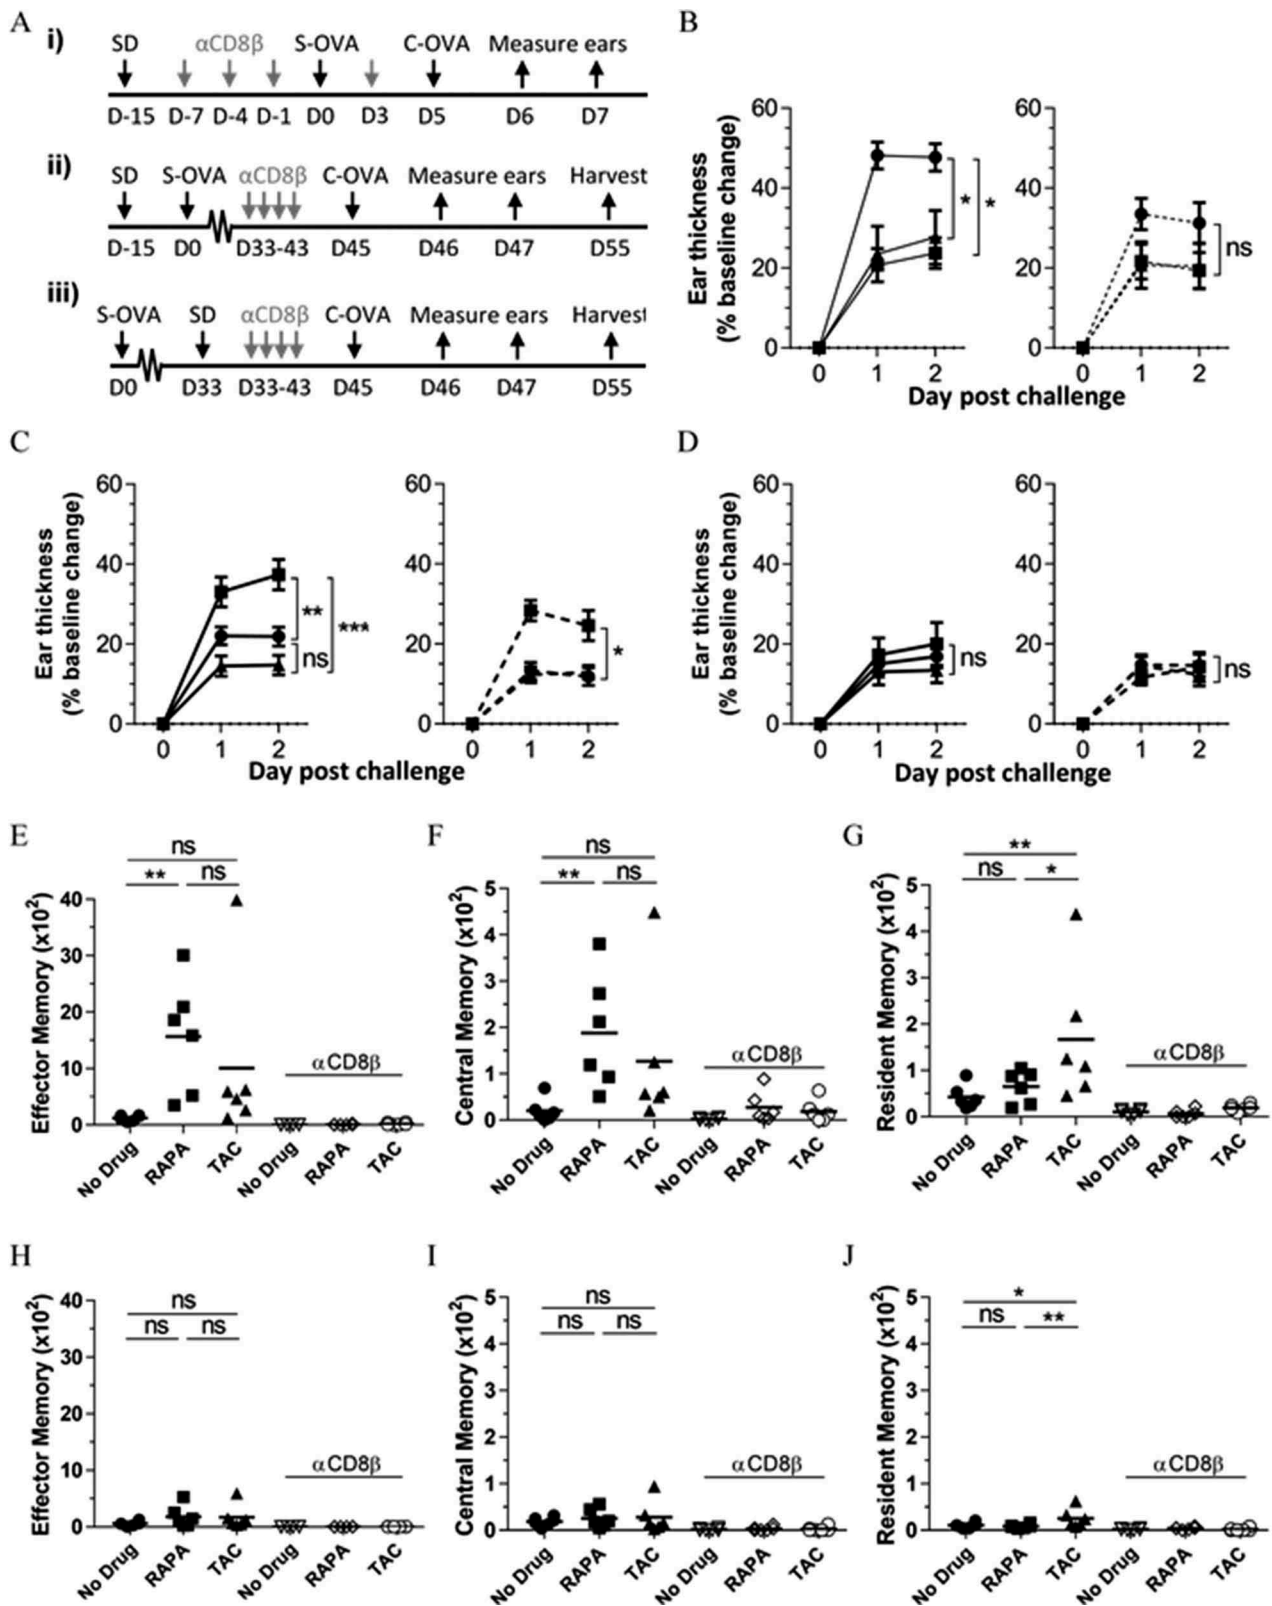 A
i)
SD αCD8β S-OVA C-OVA Measure ears
D-15 D-7 D-4 D-1 D0 D3 D5 D6 D7
ii)
SD S-OVA αCD8β C-OVA Measure ears Harvest
D-15 D0 D33-43 D45 D46 D47 D55
iii)
S-OVA SD αCD8β C-OVA Measure ears Harvest
D0 D33 D33-43 D45 D46 D47 D55
B
Ear thickness
(% baseline change)
60
40
20
0
0 1 2
* *
60
40
20
0
0 1 2
ns
Day post challenge
C
Ear thickness
(% baseline change)
60
40
20
0
0 1 2
**
***
ns
60
40
20
0
0 1 2
*
Day post challenge
D
Ear thickness
(% baseline change)
60
40
20
0
0 1 2
ns
60
40
20
0
0 1 2
ns
Day post challenge
E
ns
** ns
Effector Memory (x10²)
40
30
20
10
0
αCD8β
No Drug RAPA TAC No Drug RAPA TAC
F
ns
** ns
Central Memory (x10²)
5
4
3
2
1
0
αCD8β
No Drug RAPA TAC No Drug RAPA TAC
G
**
ns *
Resident Memory (x10²)
5
4
3
2
1
0
αCD8β
No Drug RAPA TAC No Drug RAPA TAC
H
ns
ns ns
Effector Memory (x10²)
40
30
20
10
0
αCD8β
No Drug RAPA TAC No Drug RAPA TAC
I
ns
ns ns
Central Memory (x10²)
5
4
3
2
1
0
αCD8β
No Drug RAPA TAC No Drug RAPA TAC
J
*
ns **
Resident Memory (x10²)
5
4
3
2
1
0
αCD8β
No Drug RAPA TAC No Drug RAPA TAC